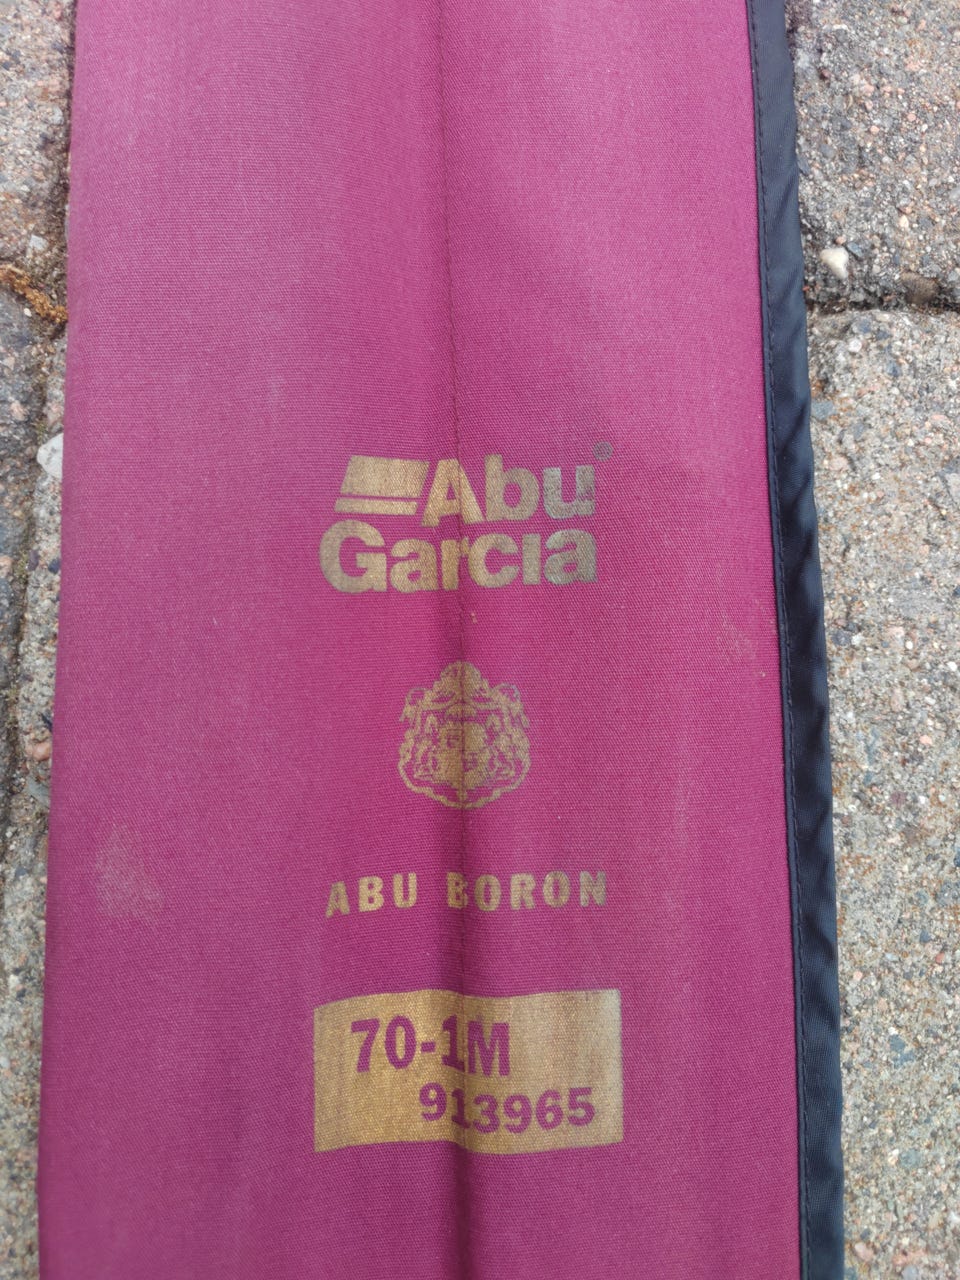 Abu®
Garcia
ABU BORON
70-1M
913965